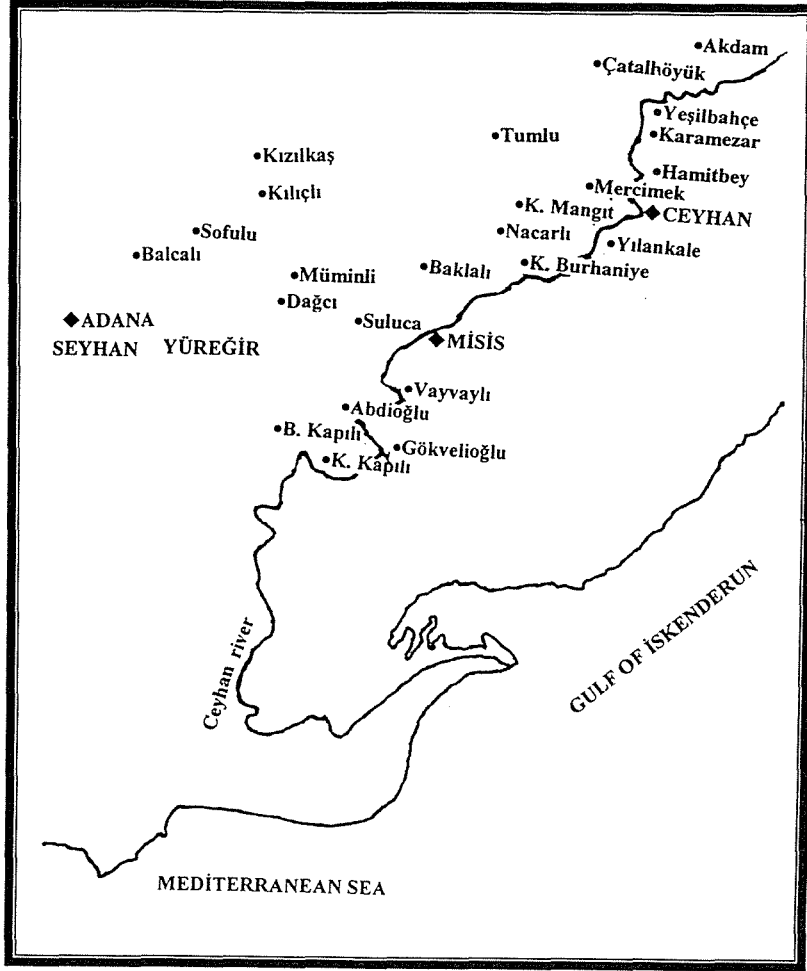 Akdam
Çatalhöyük
Yeşilbahçe
Karamezar
Tumlu
Kızılkaş
Hamitbey
Mercimek
Kılıçlı
K. Mangıt
CEYHAN
Nacarlı
Sofulu
Yılankale
Balcalı
K. Burhaniye
Baklalı
Müminli
Dağcı
ADANA
Suluca
MİSİS
SEYHAN YÜREĞİR
Vayvaylı
Abdioğlu
B. Kapılı
Gökvelioğlu
K. Kapılı
GULF OF İSKENDERUN
Ceyhan river
MEDİTERRANEAN SEA